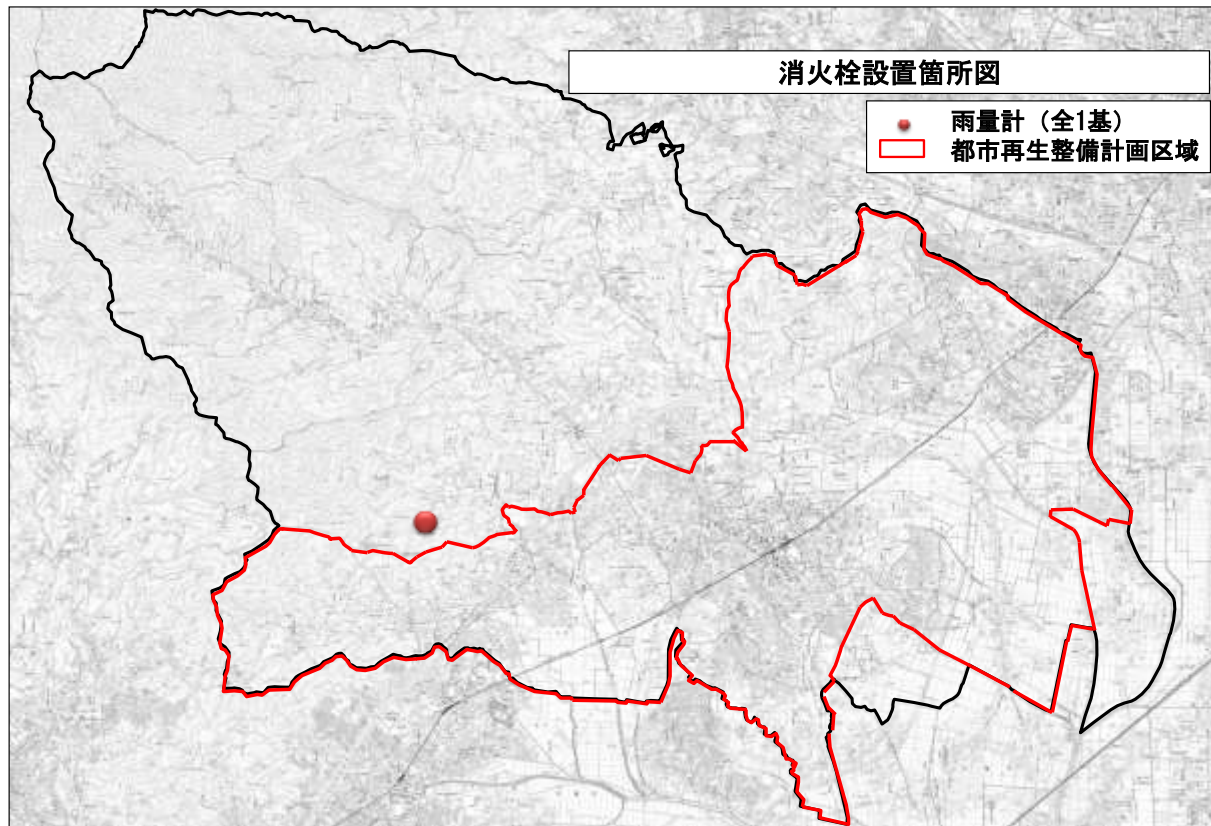 消火栓設置箇所図
雨量計（全1基）
都市再生整備計画区域